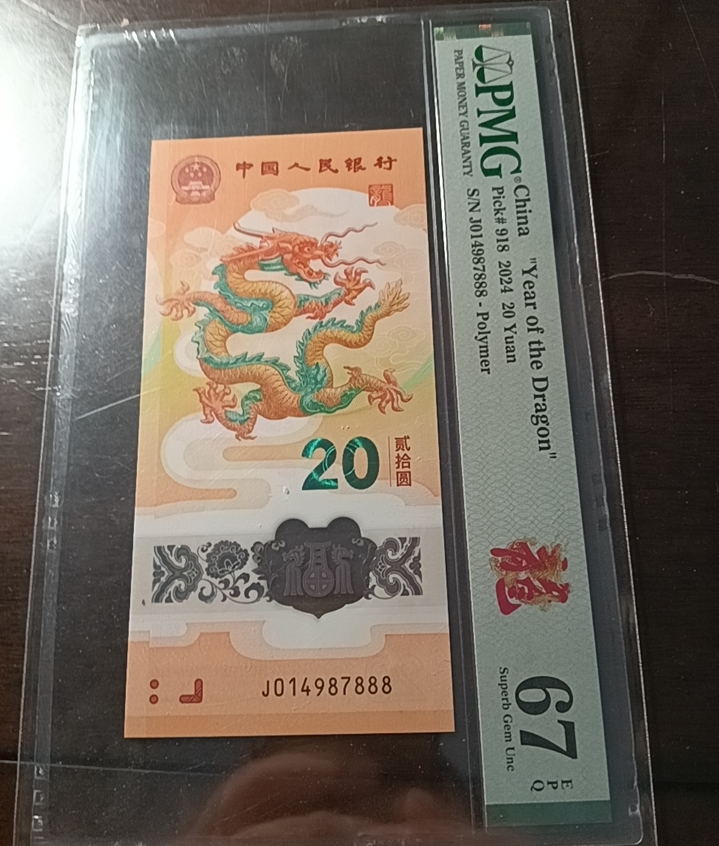 中国人民银行
20
贰拾圆
J014987888
PMG®
PAPER MONEY GUARANTY
China "Year of the Dragon"
Pick# 918 2024 20 Yuan
S/N J014987888 - Polymer
67
EPQ
Superb Gem Unc